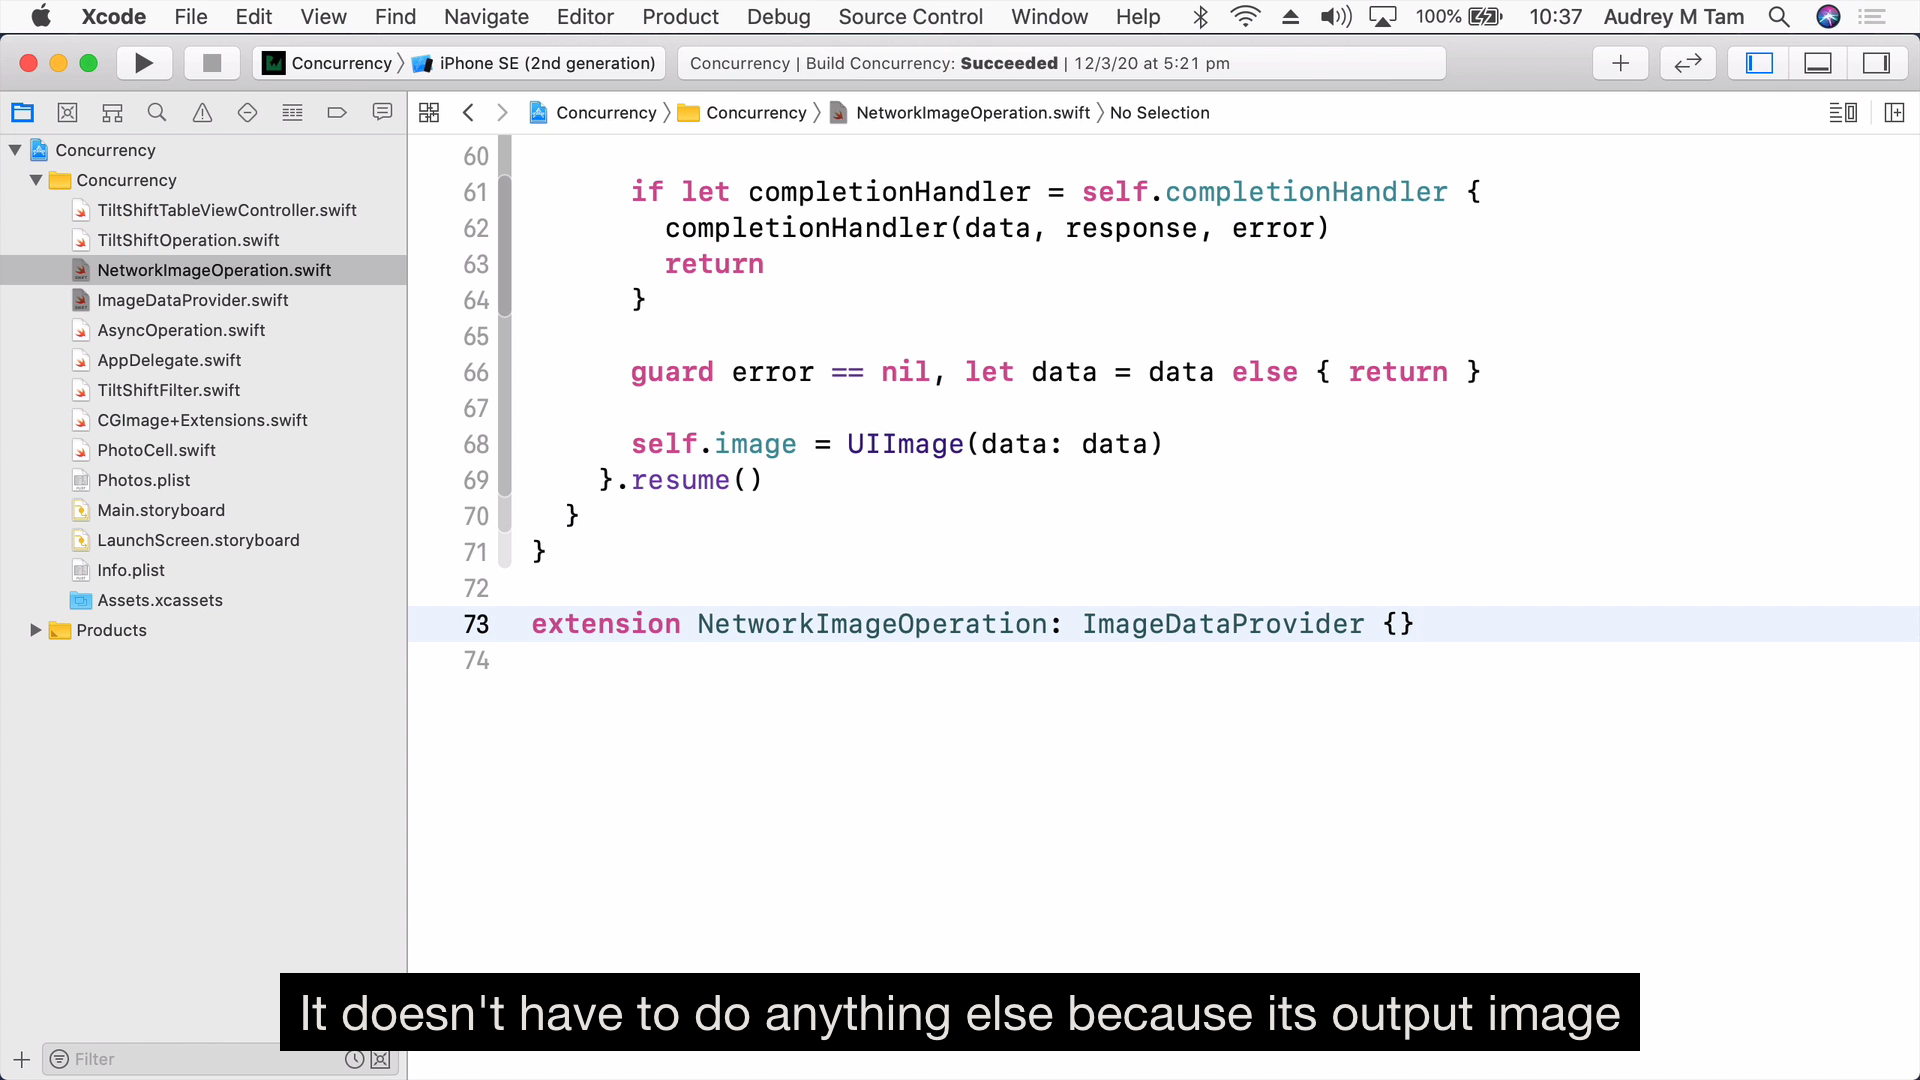 Xcode File Edit View Find Navigate Editor Product Debug Source Control Window Help 100% 10:37 Audrey M Tam
Concurrency iPhone SE (2nd generation) Concurrency | Build Concurrency: Succeeded | 12/3/20 at 5:21 pm
Concurrency Concurrency NetworkImageOperation.swift No Selection
Concurrency
Concurrency
TiltShiftTableViewController.swift
TiltShiftOperation.swift
NetworkImageOperation.swift
ImageDataProvider.swift
AsyncOperation.swift
AppDelegate.swift
TiltShiftFilter.swift
CGImage+Extensions.swift
PhotoCell.swift
Photos.plist
Main.storyboard
LaunchScreen.storyboard
Info.plist
Assets.xcassets
Products
Filter
60
61 if let completionHandler = self.completionHandler {
62 completionHandler(data, response, error)
63 return
64 }
65
66 guard error == nil, let data = data else { return }
67
68 self.image = UIImage(data: data)
69 }.resume()
70 }
71 }
72
73 extension NetworkImageOperation: ImageDataProvider {}
74
It doesn't have to do anything else because its output image